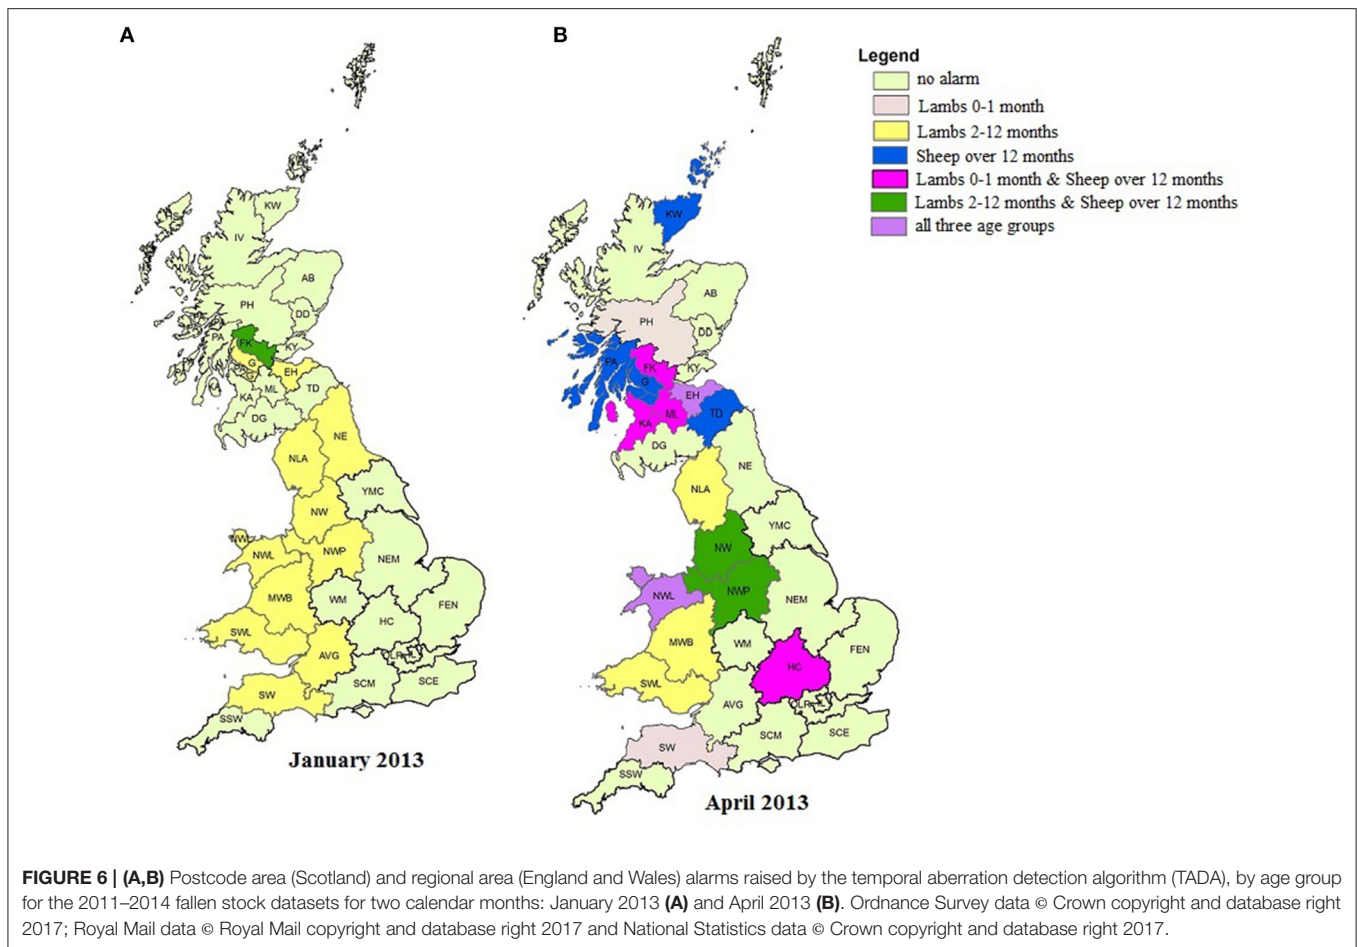 A
B
Legend
no alarm
Lambs 0-1 month
Lambs 2-12 months
Sheep over 12 months
Lambs 0-1 month & Sheep over 12 months
Lambs 2-12 months & Sheep over 12 months
all three age groups
HS
KW
IV
AB
PH
DD
PA
FK
KY
G
EH
KA
ML
TD
KA
DG
NE
NLA
YMC
NW
NWL
NWL
NWP
NEM
MWB
WM
FEN
HC
SWL
AVG
SCM
SCE
SW
SSW
January 2013
HS
KW
IV
AB
PH
DD
PA
FK
KY
G
EH
ML
TD
KA
DG
NE
NLA
YMC
NW
NWP
NWL
NEM
MWB
WM
FEN
HC
SWL
AVG
SCM
SCE
SW
SSW
April 2013
FIGURE 6 | (A,B) Postcode area (Scotland) and regional area (England and Wales) alarms raised by the temporal aberration detection algorithm (TADA), by age group
for the 2011–2014 fallen stock datasets for two calendar months: January 2013 (A) and April 2013 (B). Ordnance Survey data © Crown copyright and database right
2017; Royal Mail data © Royal Mail copyright and database right 2017 and National Statistics data © Crown copyright and database right 2017.